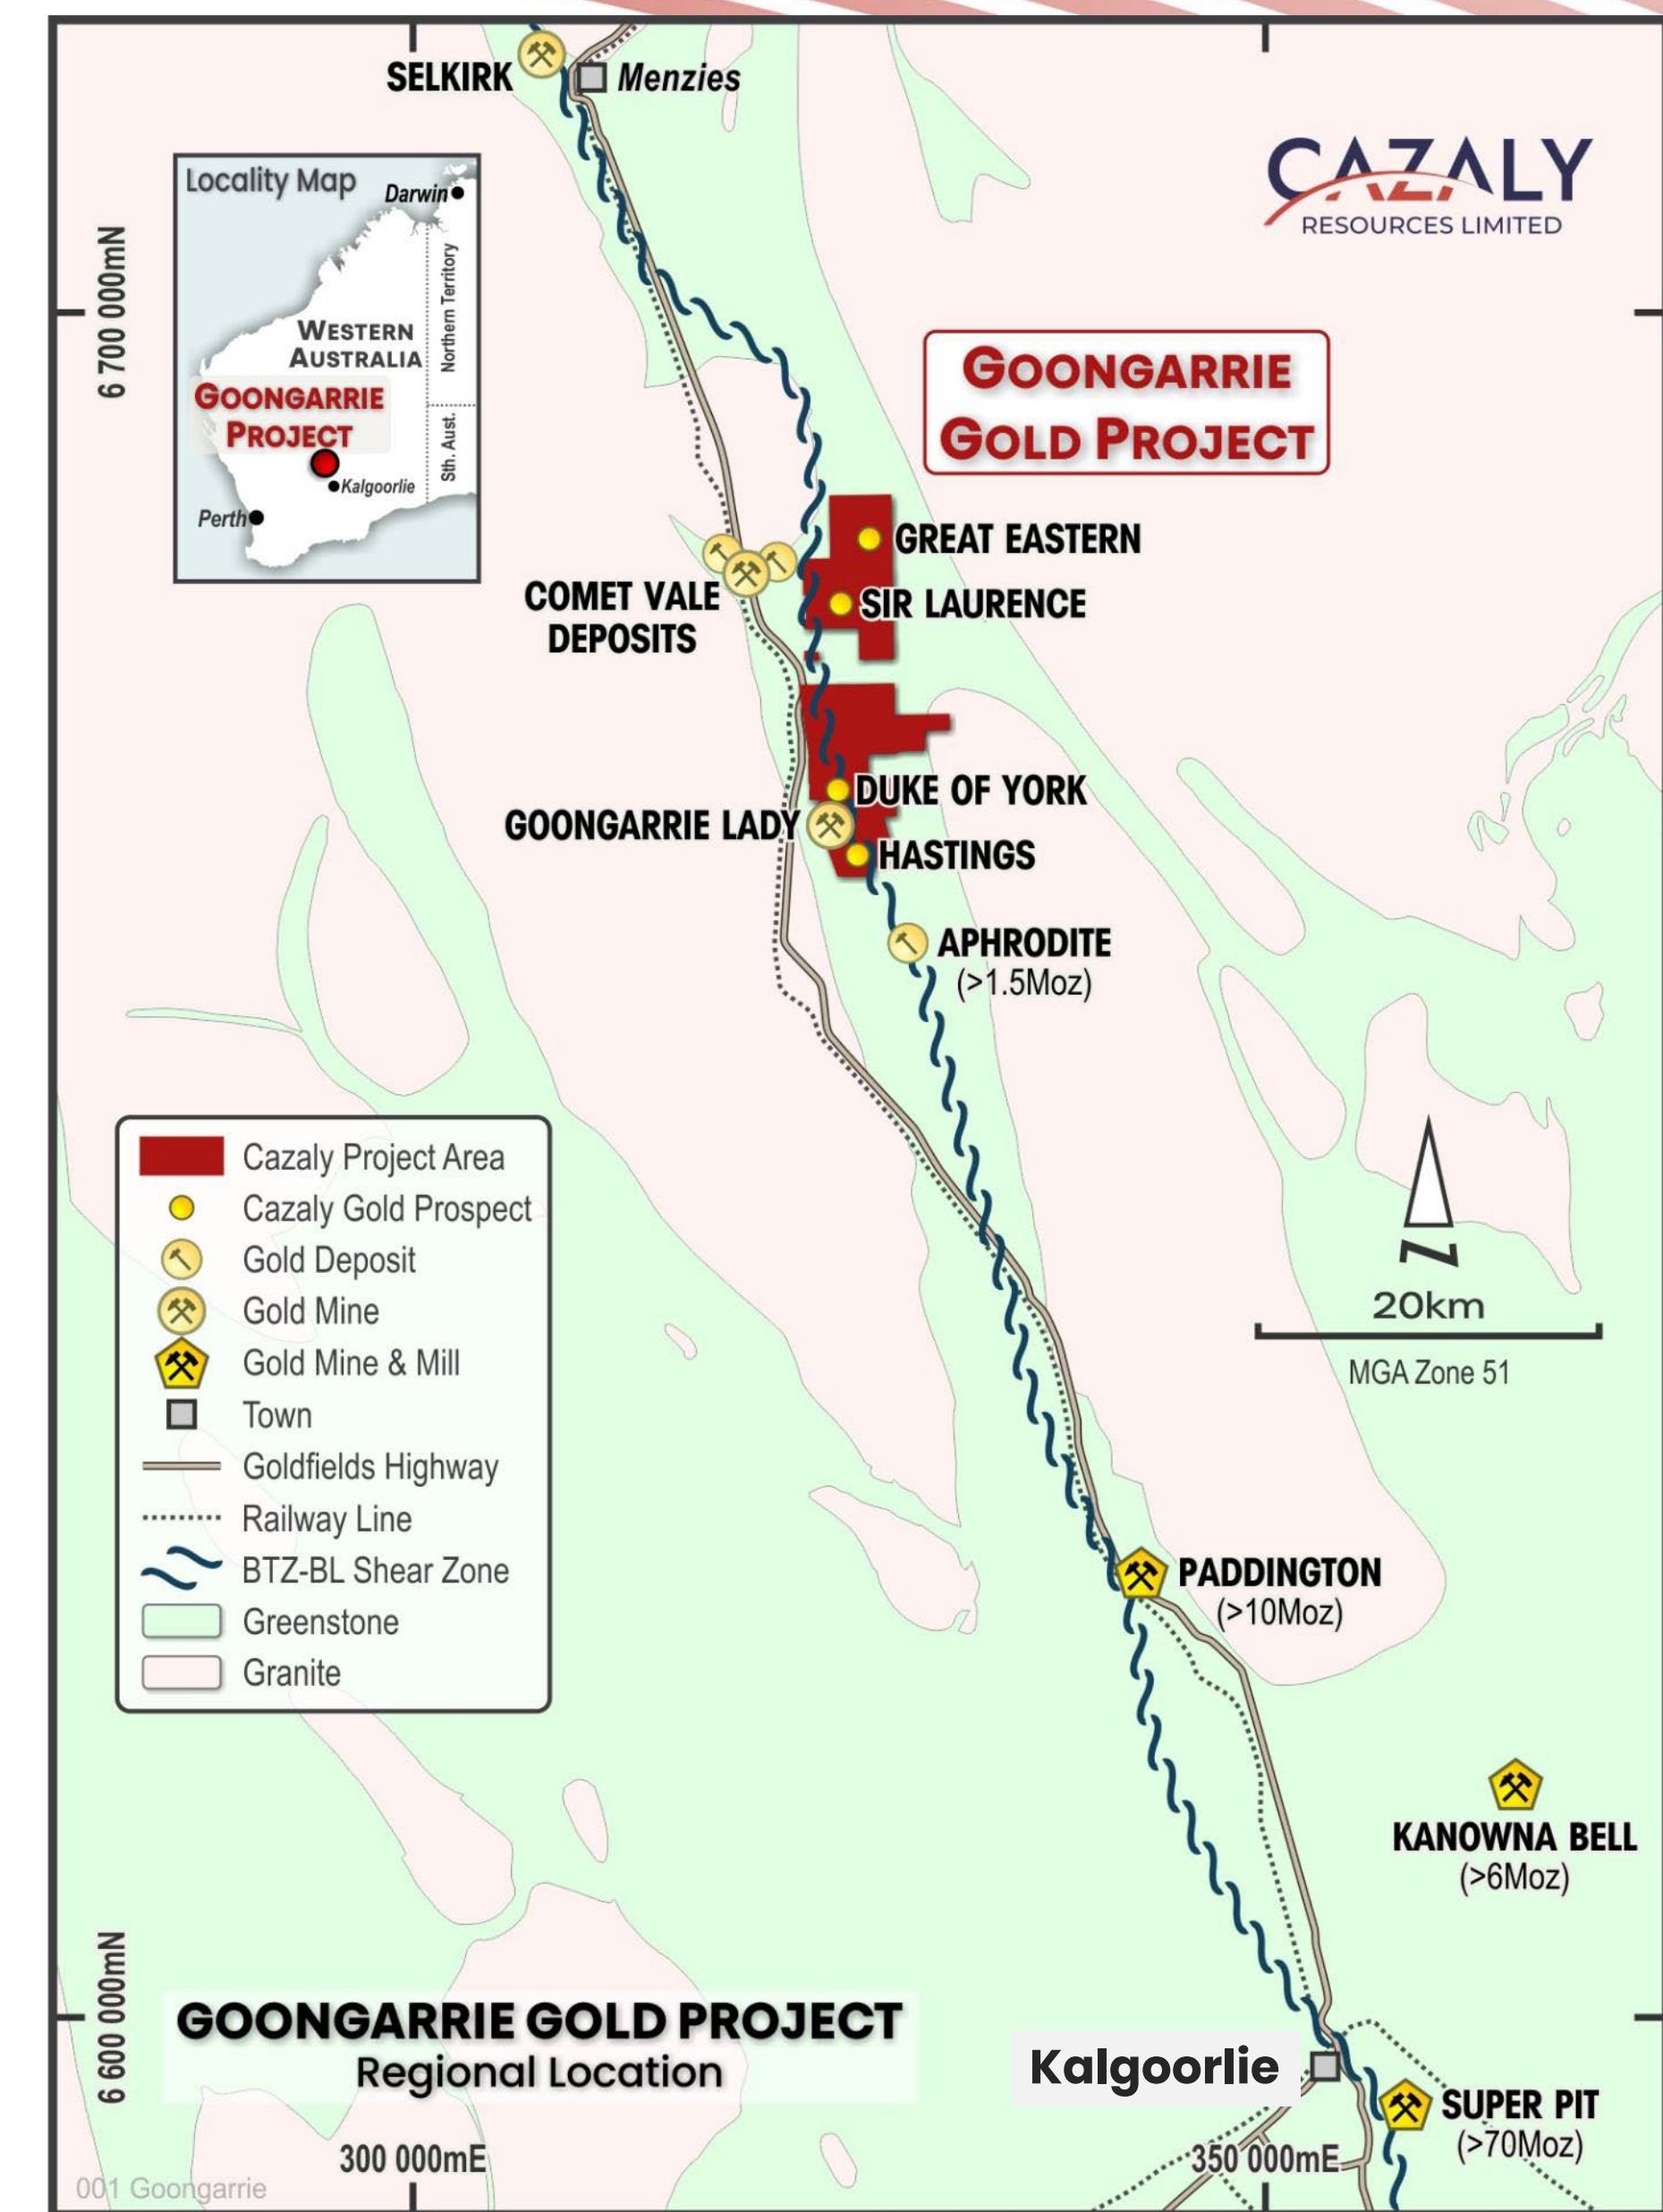 SELKIRK
Menzies
Locality Map
Darwin
Northern Territory
WESTERN
AUSTRALIA
GOONGARRIE
PROJECT
Sth. Aust.
Kalgoorlie
Perth
CAZALY
RESOURCES LIMITED
6 700 000mN
GOONGARRIE
GOLD PROJECT
GREAT EASTERN
COMET VALE
DEPOSITS
SIR LAURENCE
DUKE OF YORK
GOONGARRIE LADY
HASTINGS
APHRODITE
(>1.5Moz)
Cazaly Project Area
Cazaly Gold Prospect
Gold Deposit
Gold Mine
Gold Mine & Mill
Town
Goldfields Highway
Railway Line
BTZ-BL Shear Zone
Greenstone
Granite
N
20km
MGA Zone 51
PADDINGTON
(>10Moz)
KANOWNA BELL
(>6Moz)
6 600 000mN
GOONGARRIE GOLD PROJECT
Regional Location
Kalgoorlie
SUPER PIT
(>70Moz)
300 000mE
350 000mE
001 Goongarrie